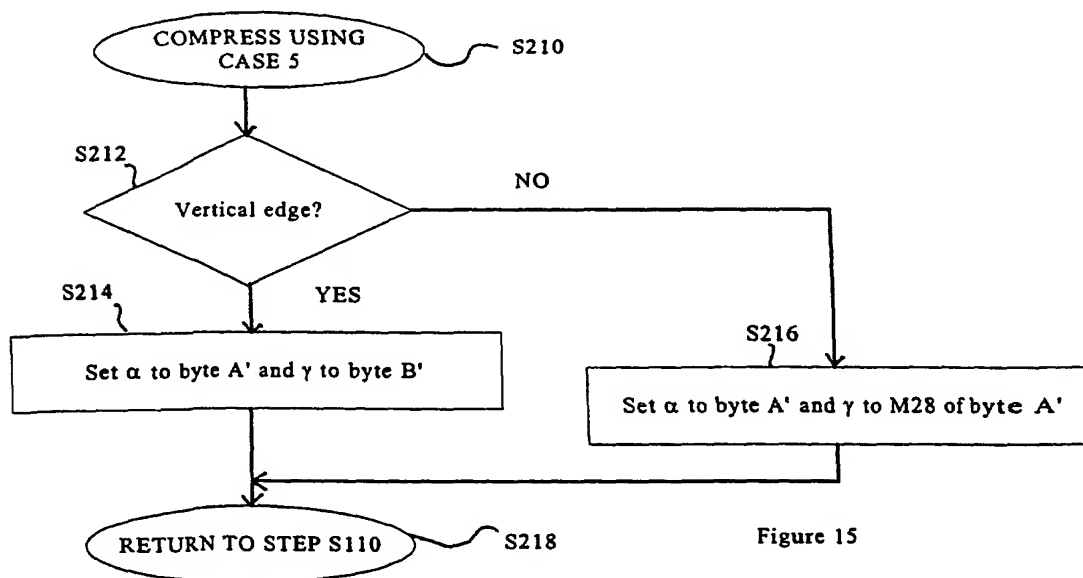 COMPRESS USING
CASE 5
S210
S212
Vertical edge?
NO
YES
S214
Set α to byte A' and γ to byte B'
S216
Set α to byte A' and γ to M28 of byte A'
RETURN TO STEP S110
S218
Figure 15